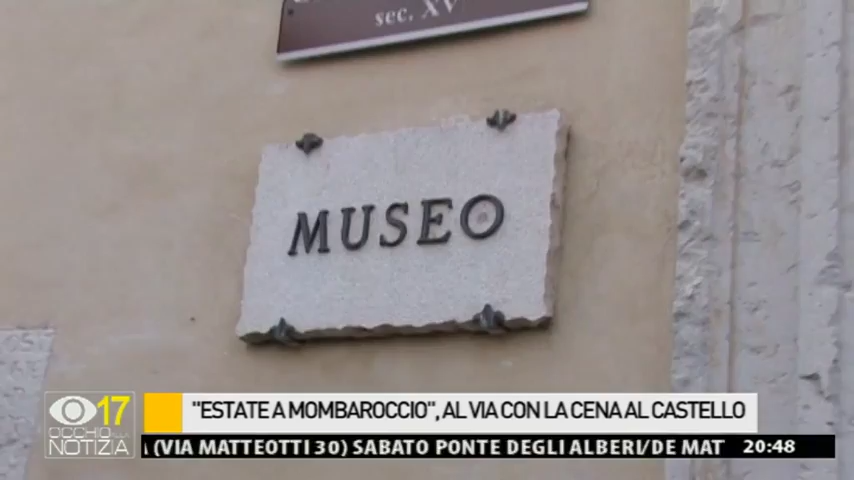 sec. XV
MUSEO
17
OCCHIO ALLA
NOTIZIA
"ESTATE A MOMBAROCCIO", AL VIA CON LA CENA AL CASTELLO
(VIA MATTEOTTI 30) SABATO PONTE DEGLI ALBERI/DE MAT
20:48